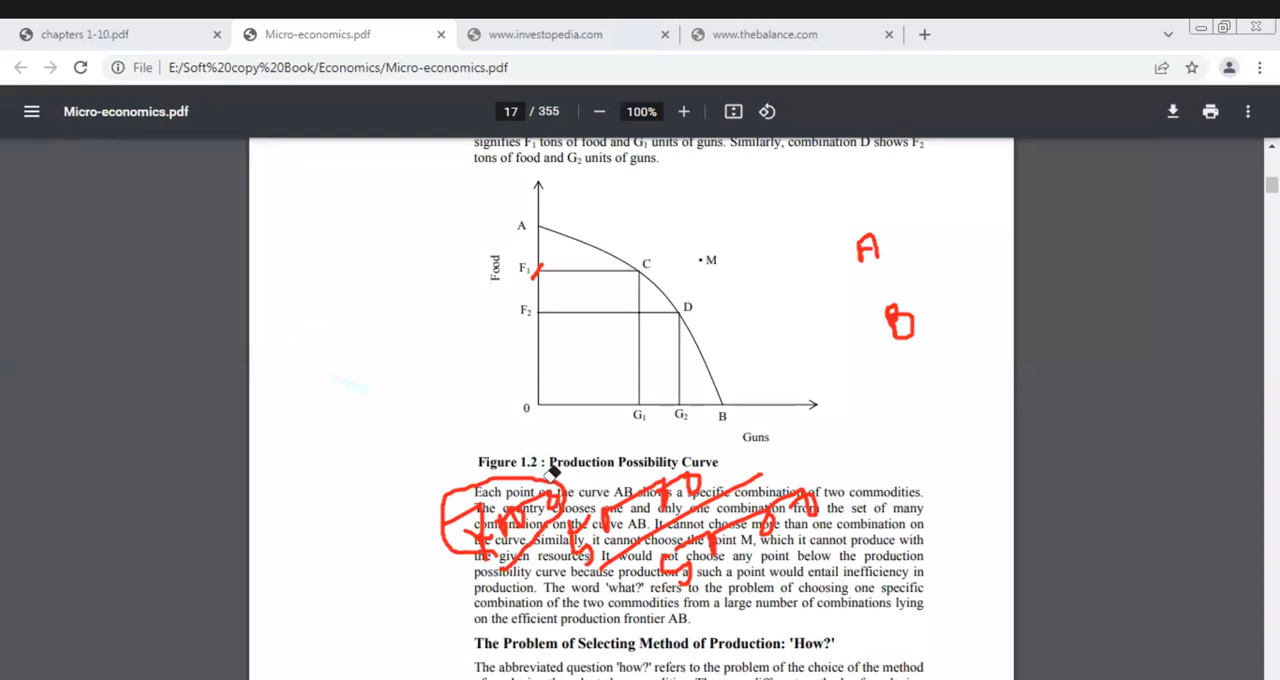 chapters 1-10.pdf
Micro-economics.pdf
www.investopedia.com
www.thebalance.com
File
E:/Soft%20copy%20Book/Economics/Micro-economics.pdf
Micro-economics.pdf
17 / 355
100%
signifies F1 tons of food and G1 units of guns. Similarly, combination D shows F2
tons of food and G2 units of guns.
A
Food
F1
C
M
F2
D
0
G1
G2
B
Guns
A
B
Figure 1.2 : Production Possibility Curve
Each point on the curve AB shows a specific combination of two commodities.
The country chooses one and only one combination from the set of many
combinations on the curve AB. It cannot choose more than one combination on
the curve. Similarly, it cannot choose the point M, which it cannot produce with
the given resources. It would not choose any point below the production
possibility curve because production at such a point would entail inefficiency in
production. The word 'what?' refers to the problem of choosing one specific
combination of the two commodities from a large number of combinations lying
on the efficient production frontier AB.
The Problem of Selecting Method of Production: 'How?'
The abbreviated question 'how?' refers to the problem of the choice of the method